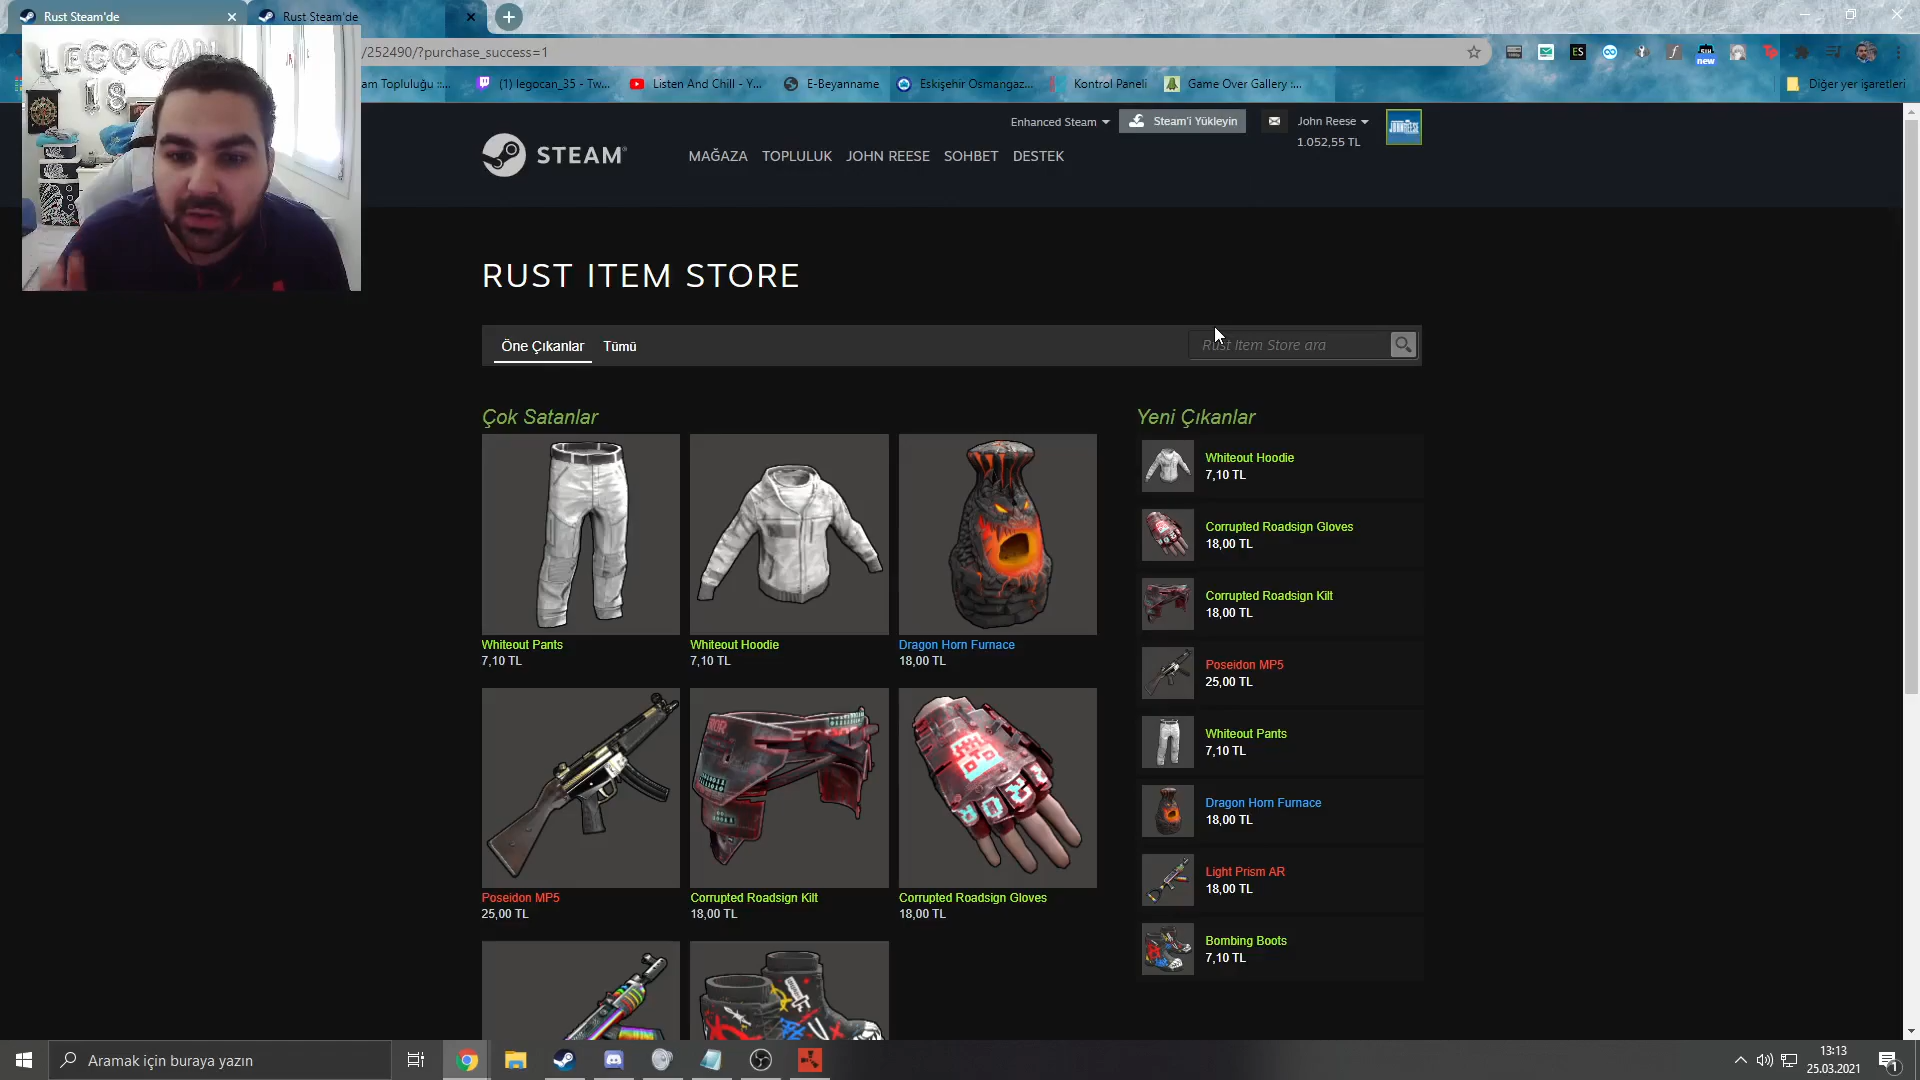 Rust Steam'de
Rust Steam'de
/252490/?purchase_success=1
am Topluluğu ::...
(1) legocan_35 - Tw...
Listen And Chill - Y...
E-Beyanname
Eskişehir Osmangaz...
Kontrol Paneli
Game Over Gallery :...
Diğer yer işaretleri
ES
new
LEGOCAN
18
Enhanced Steam
Steam'i Yükleyin
John Reese
1.052,55 TL
JOHN REESE
STEAM
MAĞAZA
TOPLULUK
JOHN REESE
SOHBET
DESTEK
RUST ITEM STORE
Öne Çıkanlar
Tümü
Rust Item Store ara
Çok Satanlar
Whiteout Pants
7,10 TL
Whiteout Hoodie
7,10 TL
Dragon Horn Furnace
18,00 TL
Poseidon MP5
25,00 TL
Corrupted Roadsign Kilt
18,00 TL
Corrupted Roadsign Gloves
18,00 TL
Yeni Çıkanlar
Whiteout Hoodie
7,10 TL
Corrupted Roadsign Gloves
18,00 TL
Corrupted Roadsign Kilt
18,00 TL
Poseidon MP5
25,00 TL
Whiteout Pants
7,10 TL
Dragon Horn Furnace
18,00 TL
Light Prism AR
18,00 TL
Bombing Boots
7,10 TL
Aramak için buraya yazın
13:13
25.03.2021
1